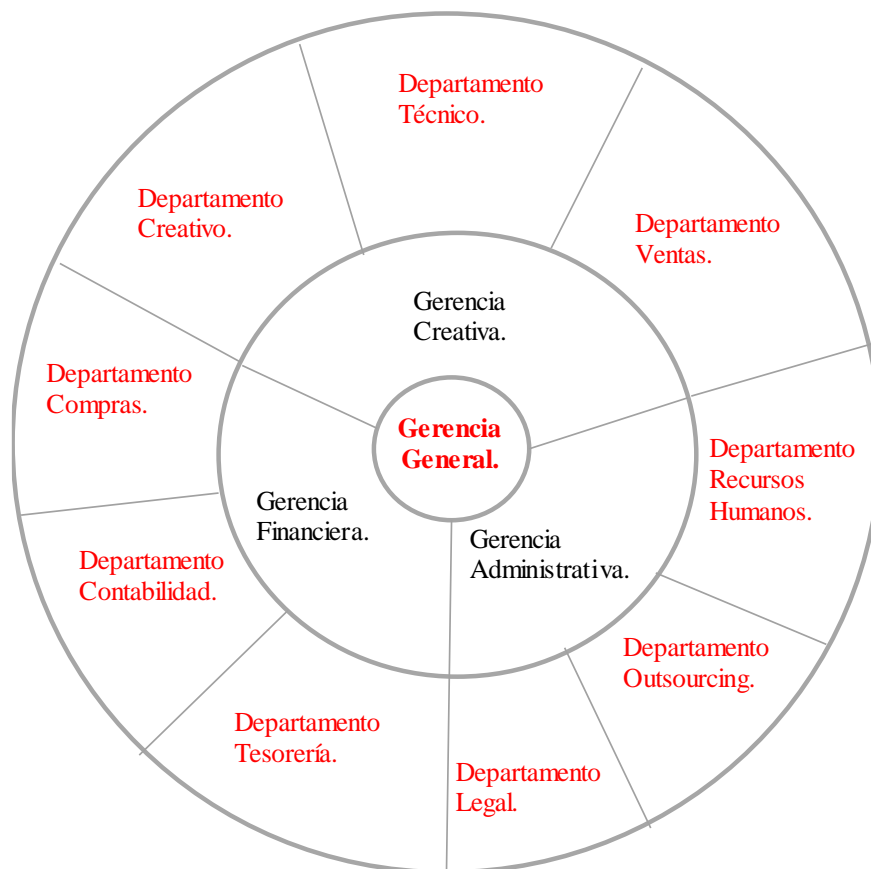 Departamento
Técnico.
Departamento
Creativo.
Departamento
Ventas.
Gerencia
Creativa.
Departamento
Compras.
Gerencia
General.
Departamento
Recursos
Humanos.
Gerencia
Financiera.
Gerencia
Administrativa.
Departamento
Contabilidad.
Departamento
Outsourcing.
Departamento
Tesorería.
Departamento
Legal.